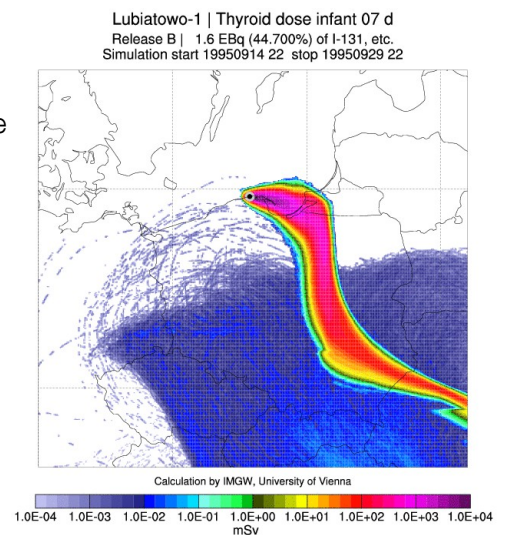 Lubiatowo-1 | Thyroid dose infant 07 d
Release B | 1.6 EBq (44.700%) of I-131, etc.
Simulation start 19950914 22 stop 19950929 22
e
Calculation by IMGW, University of Vienna
1.0E-04 1.0E-03 1.0E-02 1.0E-01 1.0E+00 1.0E+01 1.0E+02 1.0E+03 1.0E+04
mSv